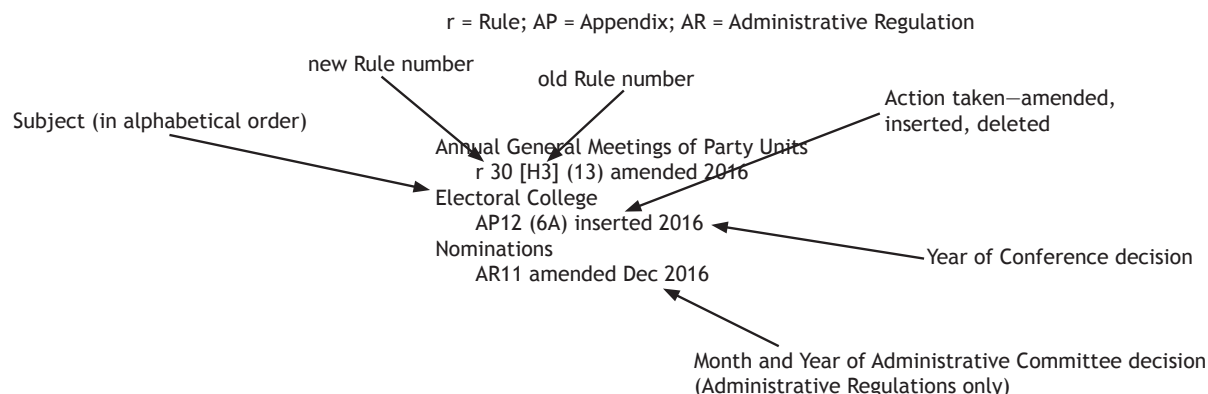 r = Rule; AP = Appendix; AR = Administrative Regulation
new Rule number
old Rule number
Action taken—amended,
inserted, deleted
Subject (in alphabetical order)
Annual General Meetings of Party Units
r 30 [H3] (13) amended 2016
Electoral College
AP12 (6A) inserted 2016
Nominations
Year of Conference decision
AR11 amended Dec 2016
Month and Year of Administrative Committee decision
(Administrative Regulations only)